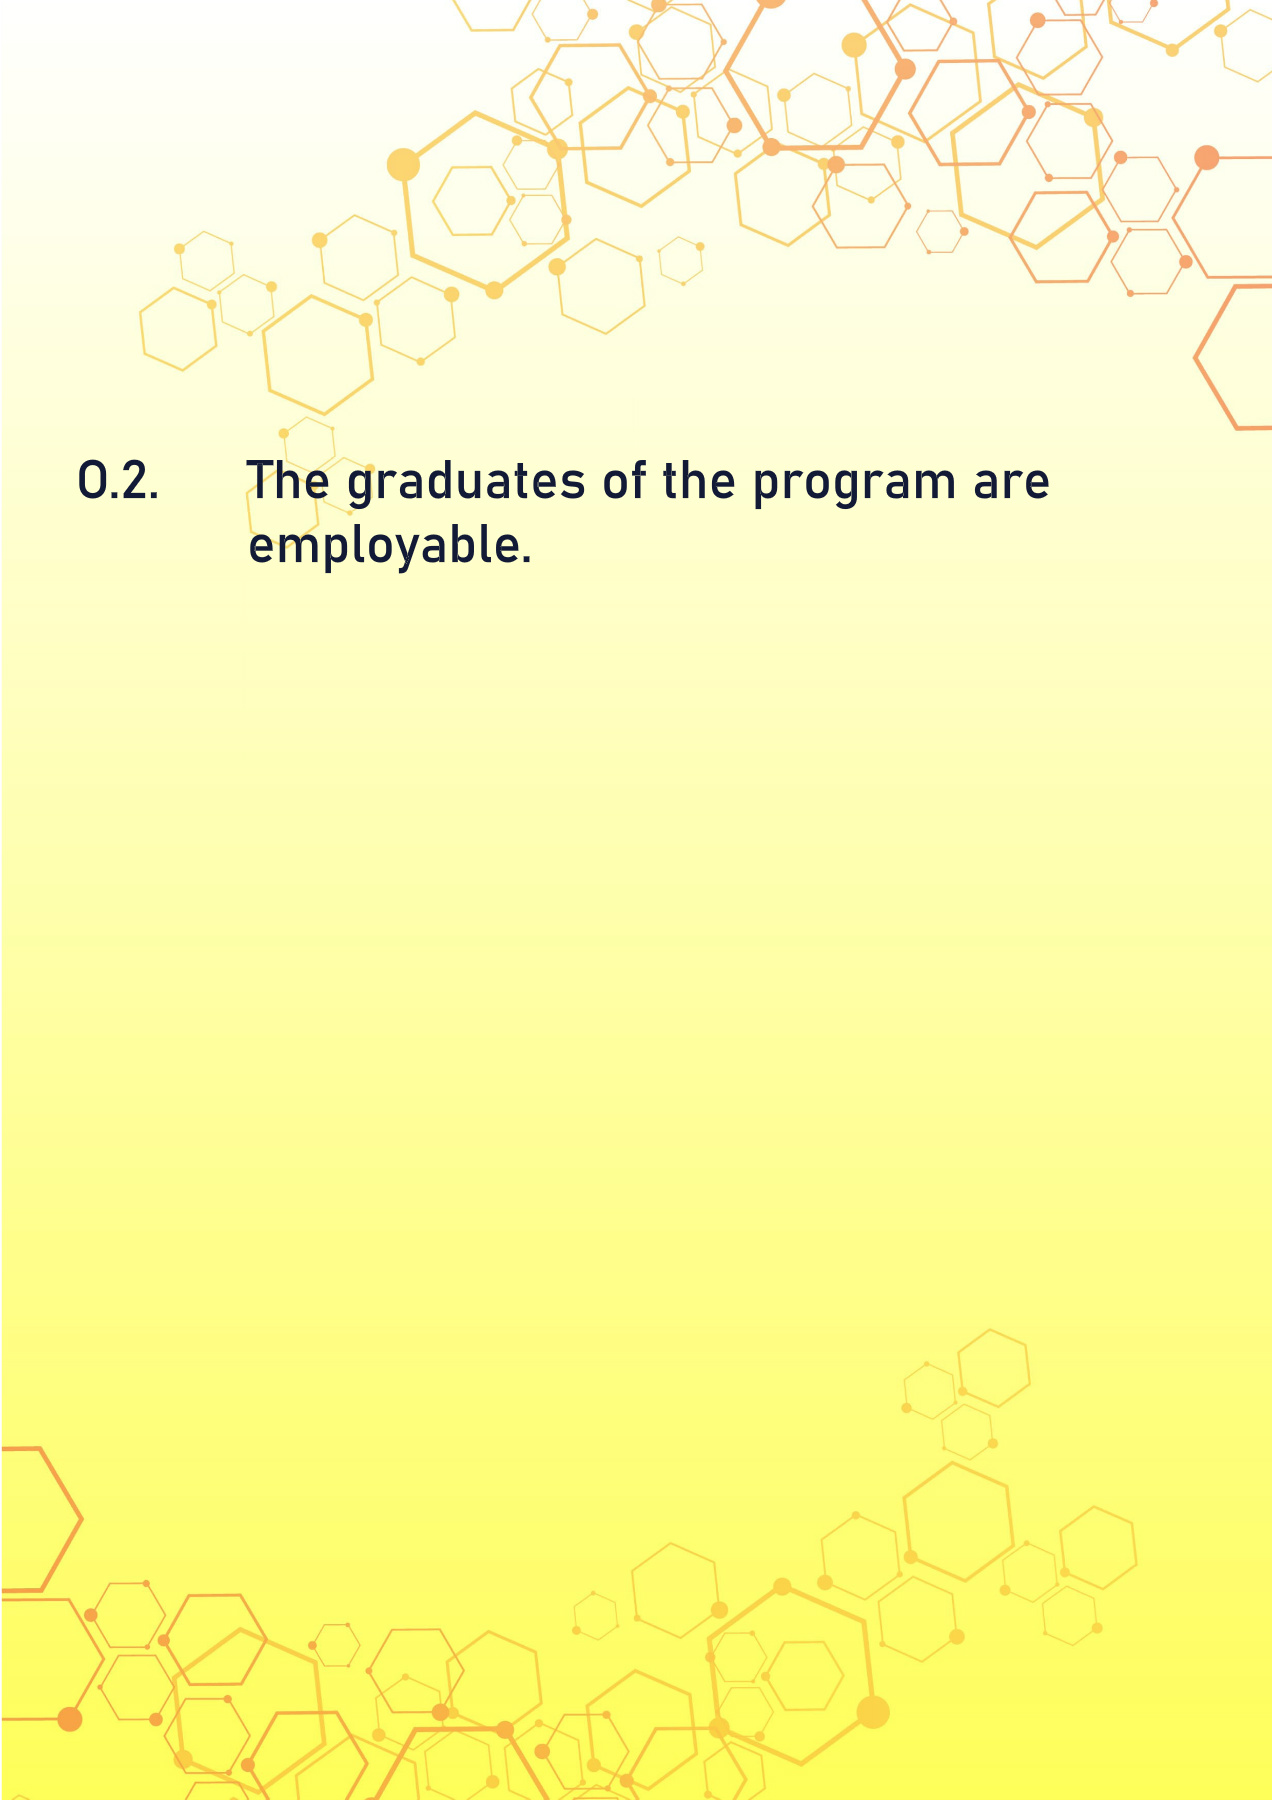 O.2. The graduates of the program are
employable.